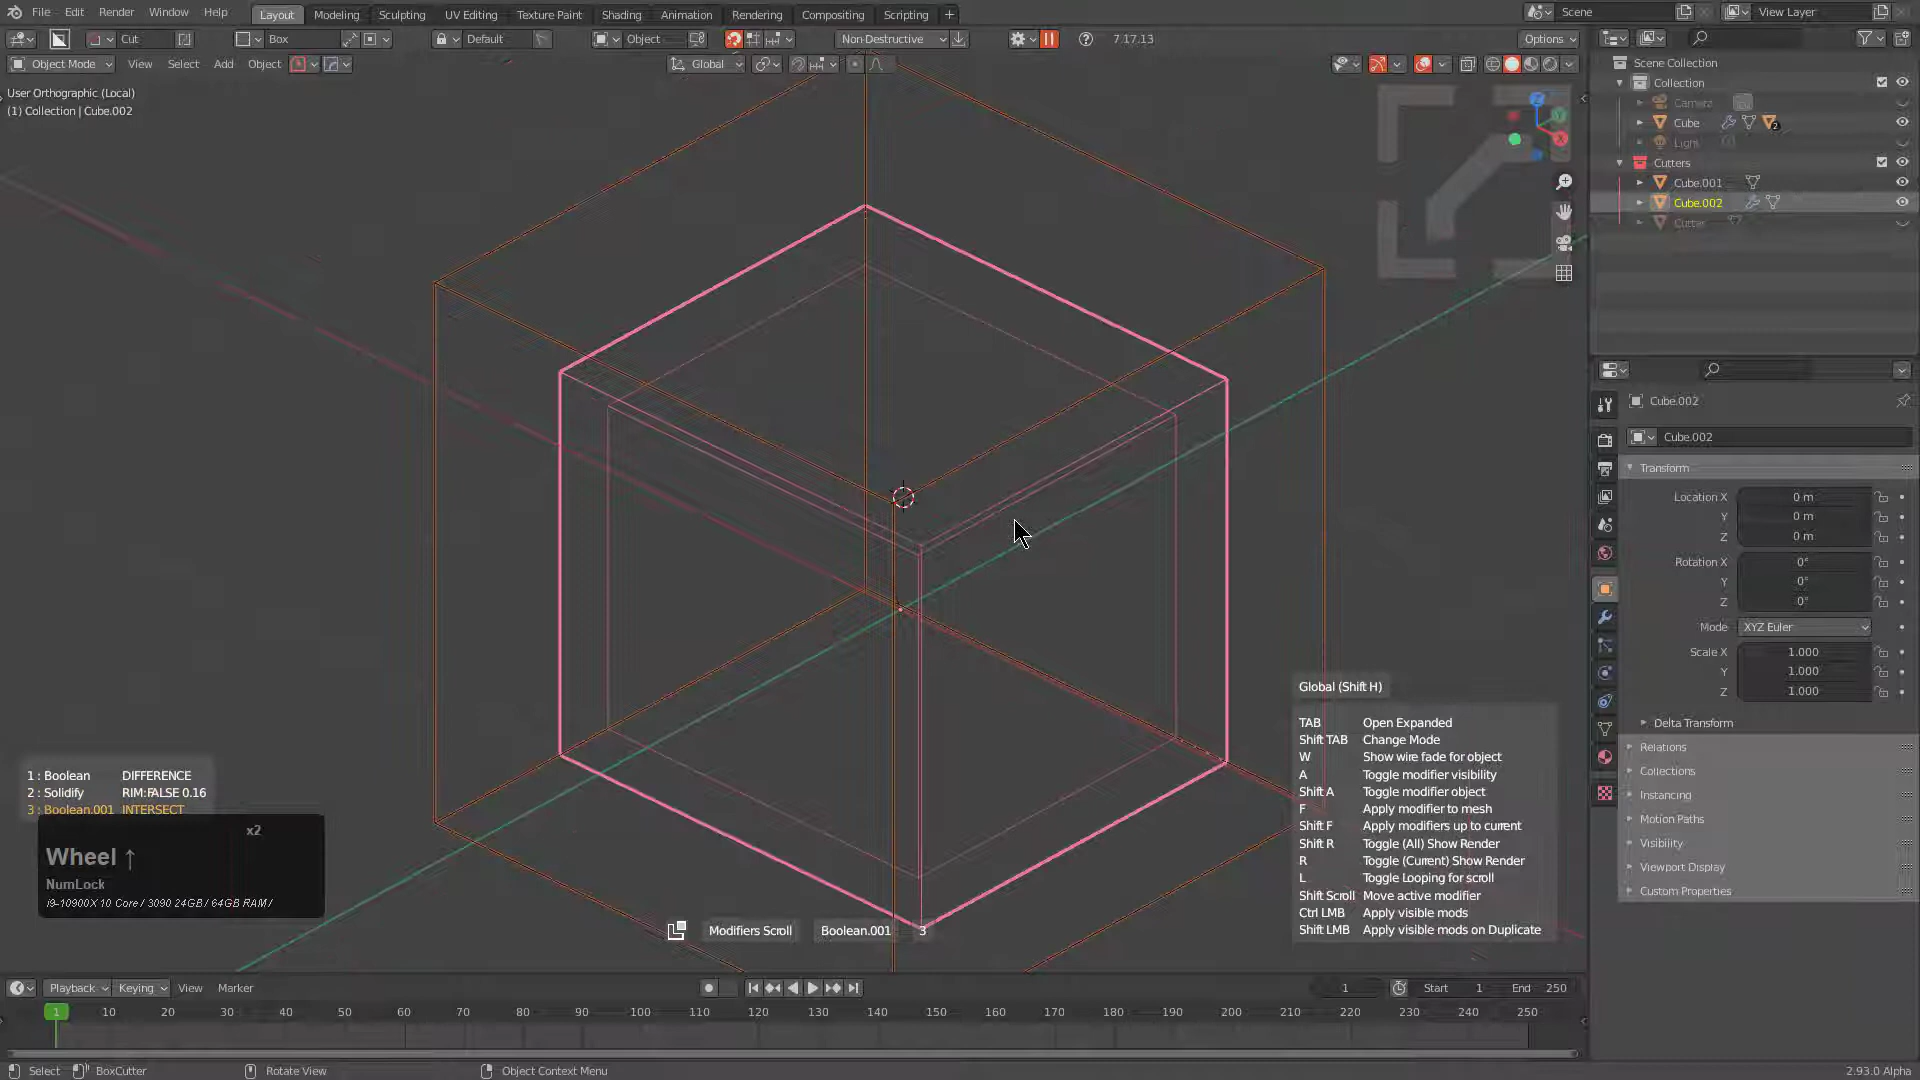 File Edit Render Window Help Layout Modeling Sculpting UV Editing Texture Paint Shading Animation Rendering Compositing Scripting + Scene View Layer
Cut Box Default Object Non-Destructive 7.17.13 Options
Object Mode View Select Add Object Global
User Orthographic (Local)
(1) Collection | Cube.002
Z
Y
X
Scene Collection
Collection
Camera
Cube 2
Light
Cutters
Cube.001
Cube.002
Cutter
Cube.002
Cube.002
Transform
Location X 0 m
Y 0 m
Z 0 m
Rotation X 0°
Y 0°
Z 0°
Mode XYZ Euler
Scale X 1.000
Y 1.000
Z 1.000
Delta Transform
Relations
Collections
Instancing
Motion Paths
Visibility
Viewport Display
Custom Properties
Global (Shift H)
TAB Open Expanded
Shift TAB Change Mode
W Show wire fade for object
A Toggle modifier visibility
Shift A Toggle modifier object
F Apply modifier to mesh
Shift F Apply modifiers up to current
Shift R Toggle (All) Show Render
R Toggle (Current) Show Render
L Toggle Looping for scroll
Shift Scroll Move active modifier
Ctrl LMB Apply visible mods
Shift LMB Apply visible mods on Duplicate
1 : Boolean DIFFERENCE
2 : Solidify RIM:FALSE 0.16
3 : Boolean.001 INTERSECT
x2
Wheel ↑
NumLock
i9-10900X 10 Core / 3090 24GB / 64GB RAM /
Modifiers Scroll Boolean.001 3
Playback Keying View Marker 1 Start 1 End 250
1 10 20 30 40 50 60 70 80 90 100 110 120 130 140 150 160 170 180 190 200 210 220 230 240 250
Select BoxCutter Rotate View Object Context Menu 2.93.0 Alpha